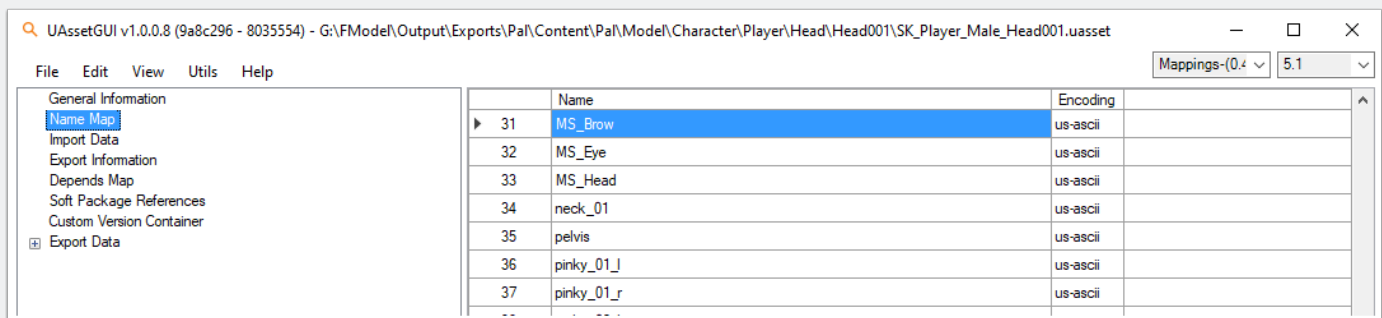 UAssetGUI v1.0.0.8 (9a8c296 - 8035554) - G:\FModel\Output\Exports\Pal\Content\Pal\Model\Character\Player\Head\Head001\SK_Player_Male_Head001.uasset
File Edit View Utils Help Mappings-(0.4 5.1
General Information
Name Map
Import Data
Export Information
Depends Map
Soft Package References
Custom Version Container
Export Data
Name Encoding
31 MS_Brow us-ascii
32 MS_Eye us-ascii
33 MS_Head us-ascii
34 neck_01 us-ascii
35 pelvis us-ascii
36 pinky_01_l us-ascii
37 pinky_01_r us-ascii